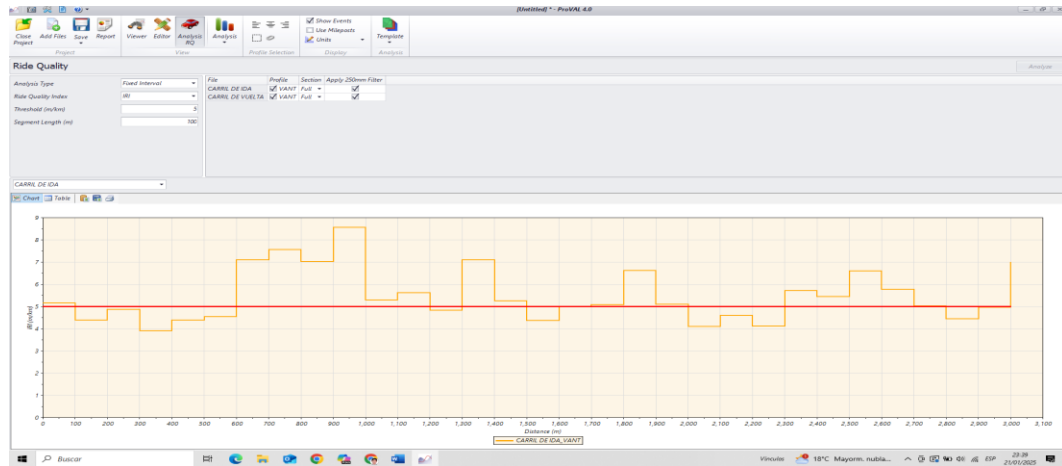 [Untitled] * - ProVAL 4.0
Close Project
Add Files
Save
Report
Viewer
Editor
Analysis RQ
Analysis
Show Events
Use Mileposts
Units
Template
Project
View
Profile Selection
Display
Analysis
Ride Quality
Analyze
Analysis Type Fixed Interval
Ride Quality Index IRI
Threshold (m/km) 5
Segment Length (m) 100
File Profile Section Apply 250mm Filter
CARRIL DE IDA VANT Full
CARRIL DE VUELTA VANT Full
CARRIL DE IDA
Chart Table
9
8
7
6
5
4
3
2
1
0
IRI (m/km)
0 100 200 300 400 500 600 700 800 900 1,000 1,100 1,200 1,300 1,400 1,500 1,600 1,700 1,800 1,900 2,000 2,100 2,200 2,300 2,400 2,500 2,600 2,700 2,800 2,900 3,000 3,100
Distance (m)
CARRIL DE IDA_VANT
Buscar
Vínculos
18°C Mayorm. nubla...
ESP
23:39
21/01/2025